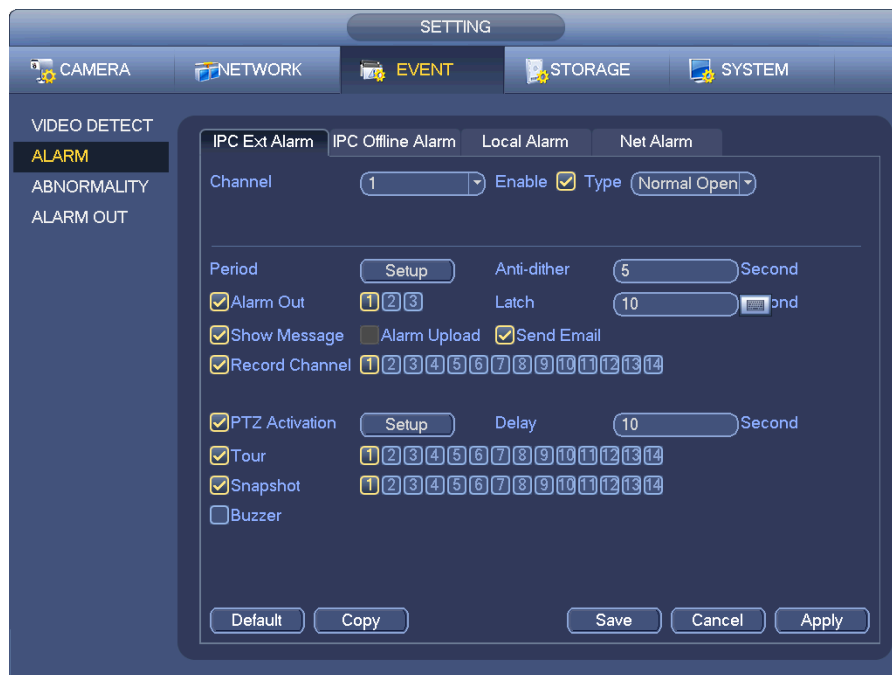 SETTING
CAMERA NETWORK EVENT STORAGE SYSTEM
VIDEO DETECT
ALARM
ABNORMALITY
ALARM OUT
IPC Ext Alarm IPC Offline Alarm Local Alarm Net Alarm
Channel 1 Enable Type Normal Open
Period Setup Anti-dither 5 Second
Alarm Out 1 2 3 Latch 10 ond
Show Message Alarm Upload Send Email
Record Channel 1 2 3 4 5 6 7 8 9 10 11 12 13 14
PTZ Activation Setup Delay 10 Second
Tour 1 2 3 4 5 6 7 8 9 10 11 12 13 14
Snapshot 1 2 3 4 5 6 7 8 9 10 11 12 13 14
Buzzer
Default Copy Save Cancel Apply